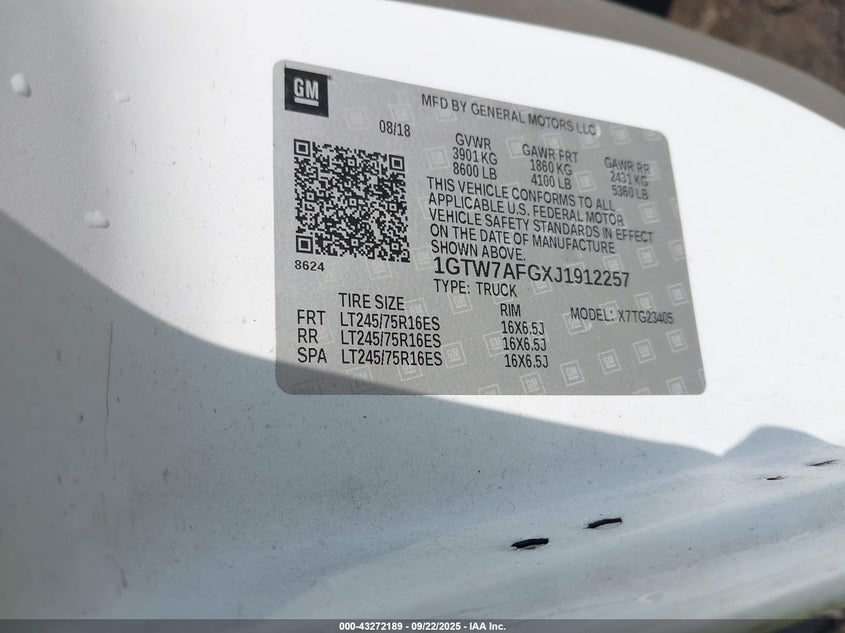 GM
MFD BY GENERAL MOTORS LLC
08/18
GVWR
3901 KG
8600 LB
GAWR FRT
1860 KG
4100 LB
GAWR RR
2431 KG
5360 LB
THIS VEHICLE CONFORMS TO ALL
APPLICABLE U.S. FEDERAL MOTOR
VEHICLE SAFETY STANDARDS IN EFFECT
ON THE DATE OF MANUFACTURE
SHOWN ABOVE.
8624
1GTW7AFGXJ1912257
TYPE: TRUCK
MODEL: X7TG23405
TIRE SIZE RIM
FRT LT245/75R16ES 16X6.5J
RR LT245/75R16ES 16X6.5J
SPA LT245/75R16ES 16X6.5J
000-43272189 - 09/22/2025 - IAA Inc.